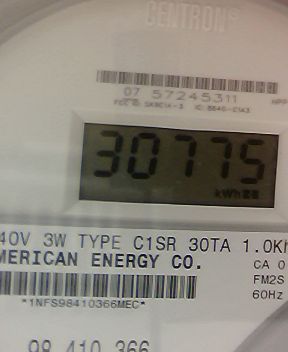 CENTRON®
07 57245311
30775
kWh
40V 3W TYPE C1SR 30TA 1.0Kh
MERICAN ENERGY CO.
CA 0
FM2S
*1NFS98410366MEC*
60Hz
98 410 366